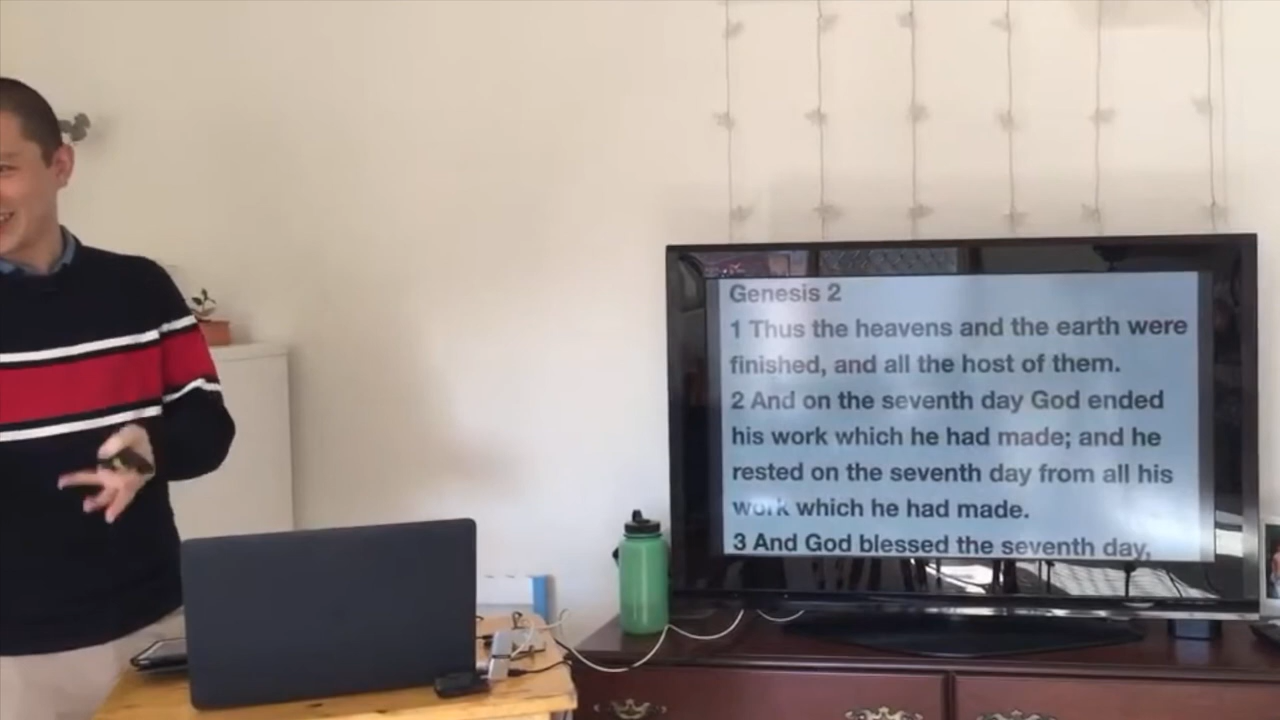 Genesis 2
1 Thus the heavens and the earth were
finished, and all the host of them.
2 And on the seventh day God ended
his work which he had made; and he
rested on the seventh day from all his
work which he had made.
3 And God blessed the seventh day,